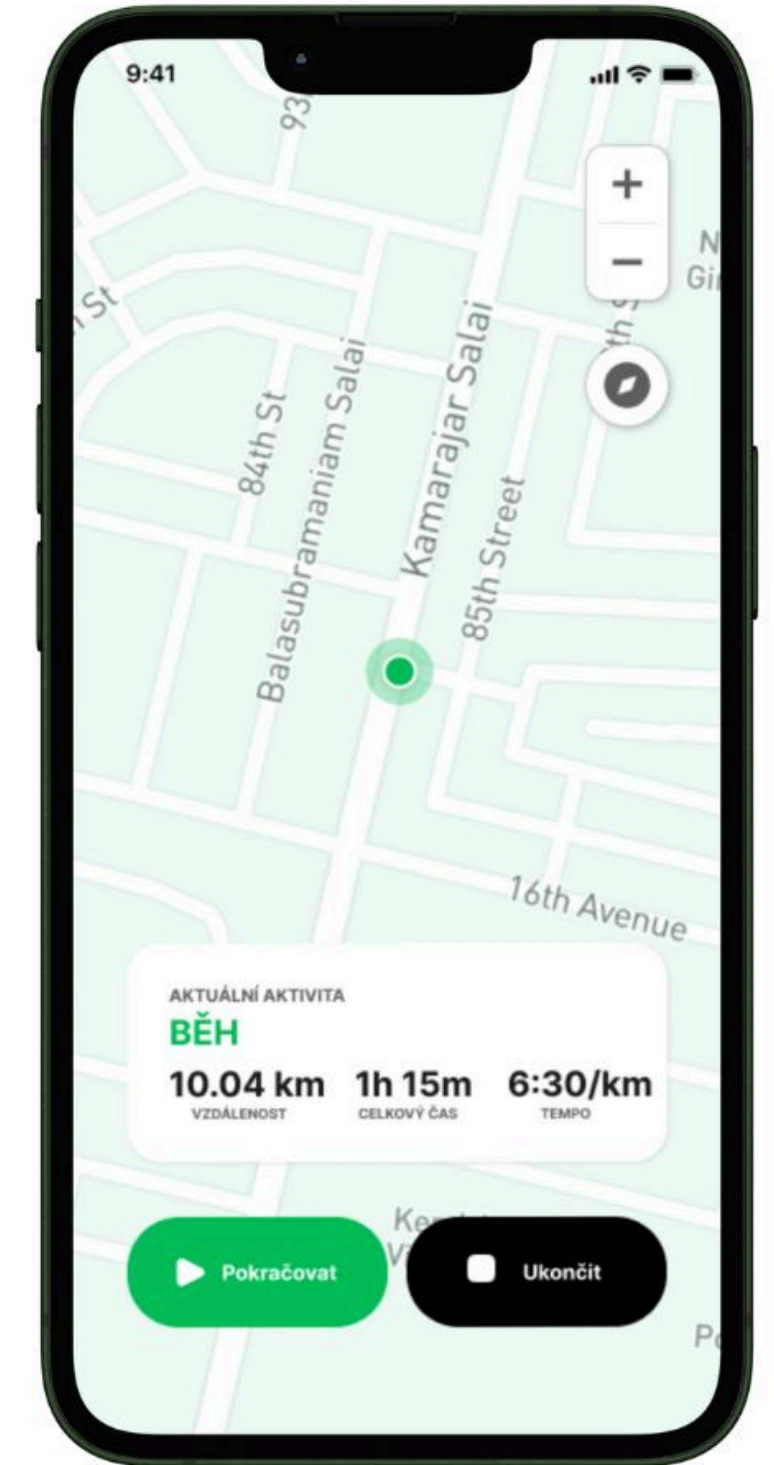 9:41
93
N
Gi
h St
th S
84th St
Balasubramaniam Salai
Kamarajar Salai
85th Street
16th Avenue
AKTUÁLNÍ AKTIVITA
BĚH
10.04 km 1h 15m 6:30/km
VZDÁLENOST CELKOVÝ ČAS TEMPO
Pokračovat Ukončit